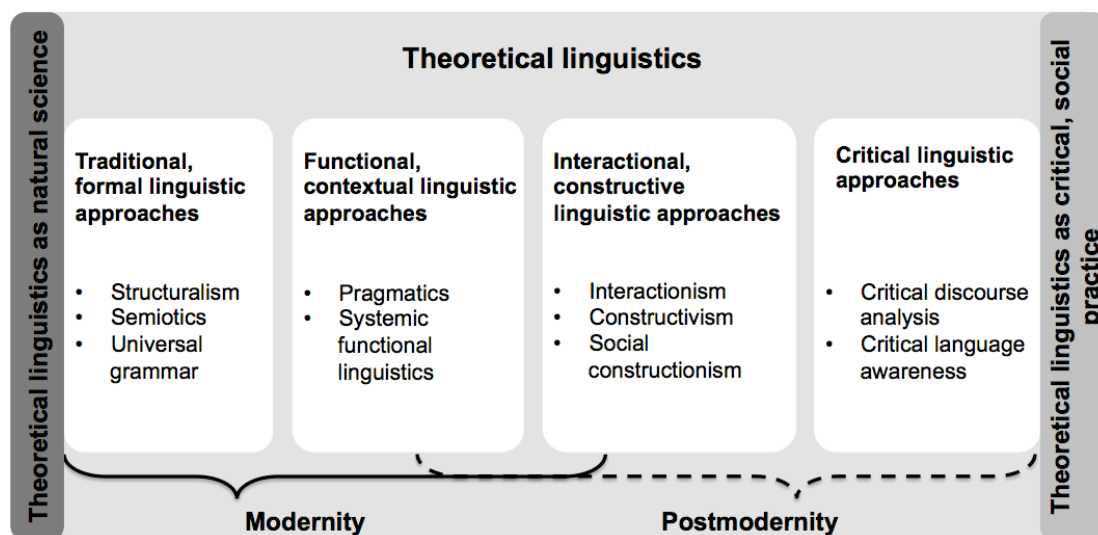 Theoretical linguistics as natural science
Theoretical linguistics
Traditional,
formal linguistic
approaches
• Structuralism
• Semiotics
• Universal
grammar
Functional,
contextual linguistic
approaches
• Pragmatics
• Systemic
functional
linguistics
Interactional,
constructive
linguistic approaches
• Interactionism
• Constructivism
• Social
constructionism
Critical linguistic
approaches
• Critical discourse
analysis
• Critical language
awareness
Theoretical linguistics as critical, social
practice
Modernity
Postmodernity